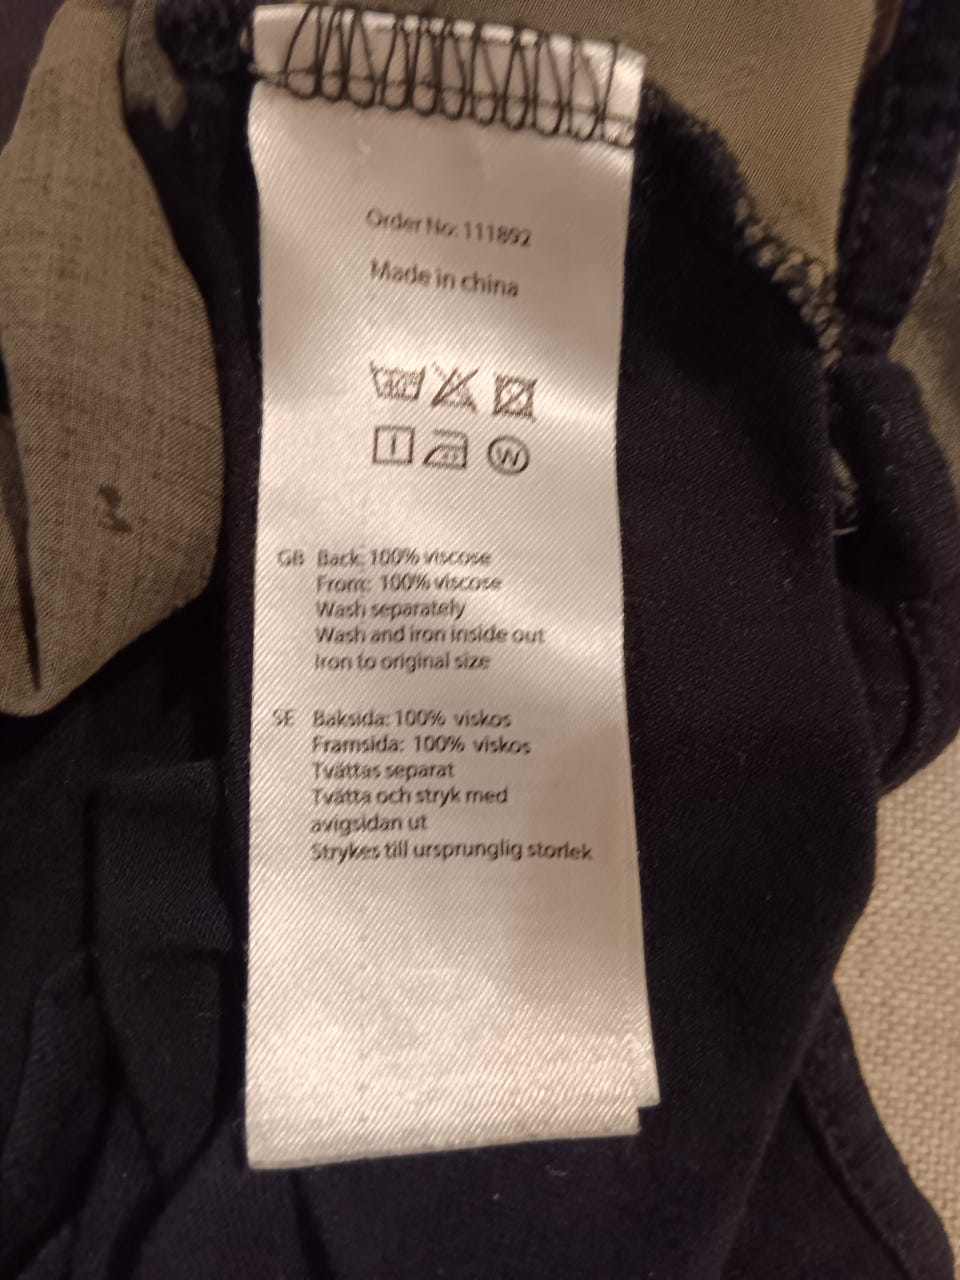 Order No: 111892
Made in china
W
GB Back: 100% viscose
Front: 100% viscose
Wash separately
Wash and iron inside out
Iron to original size
SE Baksida: 100% viskos
Framsida: 100% viskos
Tvättas separat
Tvätta och stryk med
avigsidan ut
Strykes till ursprunglig storlek